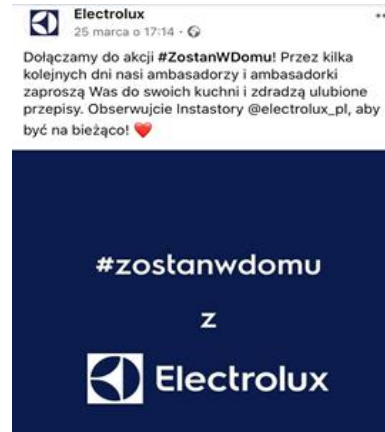 Electrolux
25 marca o 17:14 ·
Dołączamy do akcji #ZostanWDomu! Przez kilka
kolejnych dni nasi ambasadorzy i ambasadorki
zaproszą Was do swoich kuchni i zdradzą ulubione
przepisy. Obserwujcie Instastory @electrolux_pl, aby
być na bieżąco! ❤️
#zostanwdomu
z
Electrolux